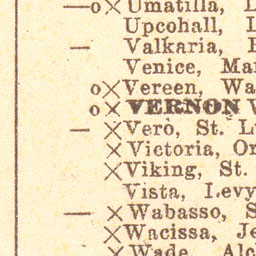 —o×Umatilla, L
Upcohall, 
— Valkaria, 
Venice, Ma
o×Vereen, Wa
o×VERNON W
— ×Verò, St. L
×Victoria, Or
×Viking, St.
Vista, Levy
— ×Wabasso, S
×Wacissa, Je
×Wade, Alc